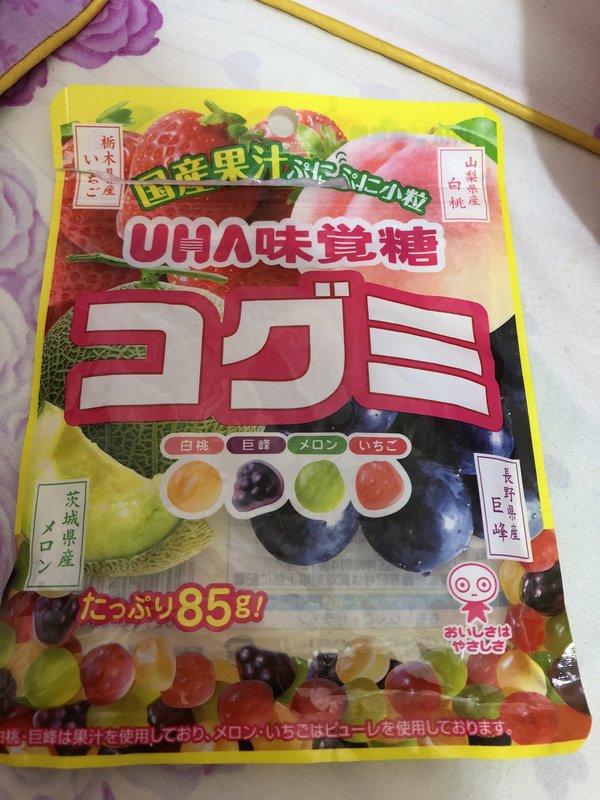 栃木県産
いちご
国産果汁ぷにぷに小粒
山梨県産
白桃
UHA味覚糖
コグミ
白桃 巨峰 メロン いちご
長野県産
巨峰
茨城県産
メロン
たっぷり85g!
おいしさは
やさしさ
白桃・巨峰は果汁を使用しており、メロン・いちごはピューレを使用しております。